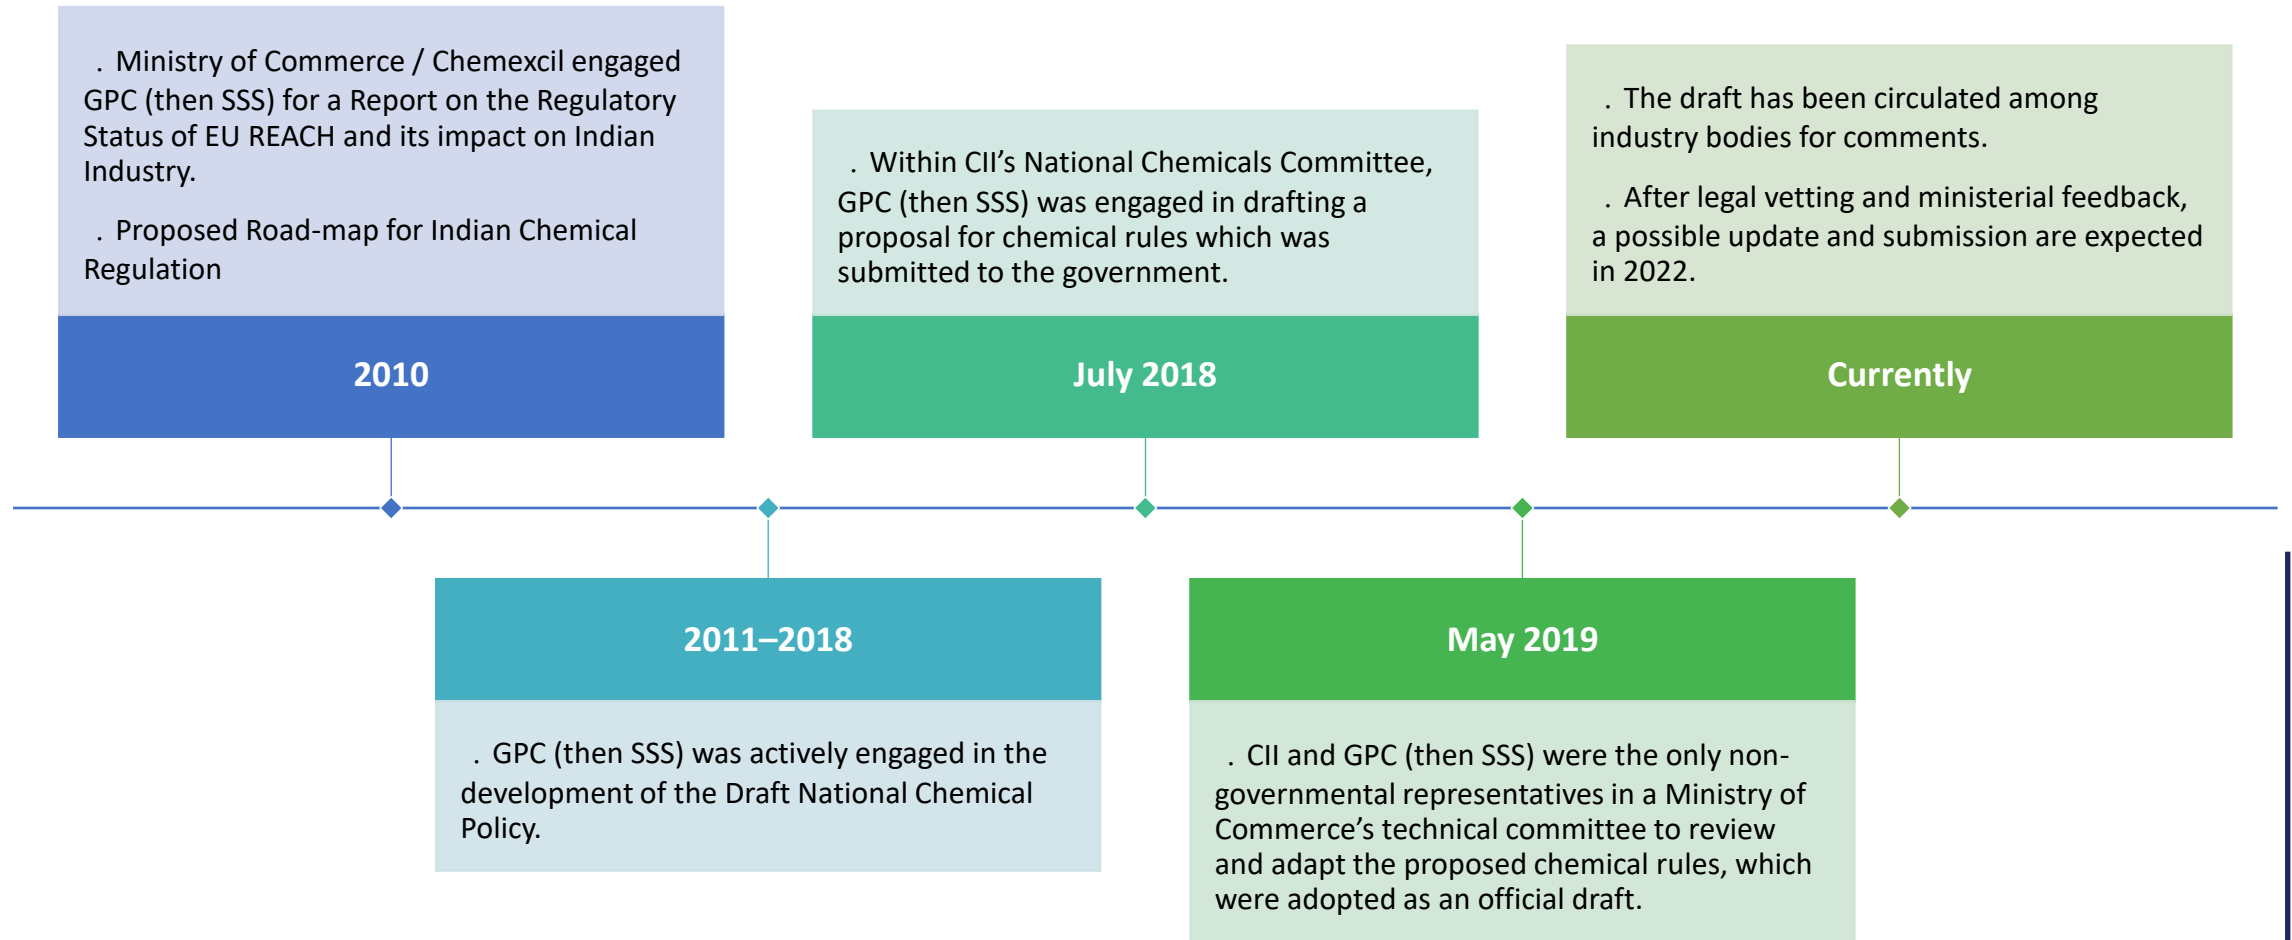 . Ministry of Commerce / Chemexcil engaged
GPC (then SSS) for a Report on the Regulatory
Status of EU REACH and its impact on Indian
Industry.
. Proposed Road-map for Indian Chemical
Regulation
2010
. GPC (then SSS) was actively engaged in the
development of the Draft National Chemical
Policy.
2011–2018
. Within CII’s National Chemicals Committee,
GPC (then SSS) was engaged in drafting a
proposal for chemical rules which was
submitted to the government.
July 2018
. CII and GPC (then SSS) were the only non-
governmental representatives in a Ministry of
Commerce’s technical committee to review
and adapt the proposed chemical rules, which
were adopted as an official draft.
May 2019
. The draft has been circulated among
industry bodies for comments.
. After legal vetting and ministerial feedback,
a possible update and submission are expected
in 2022.
Currently